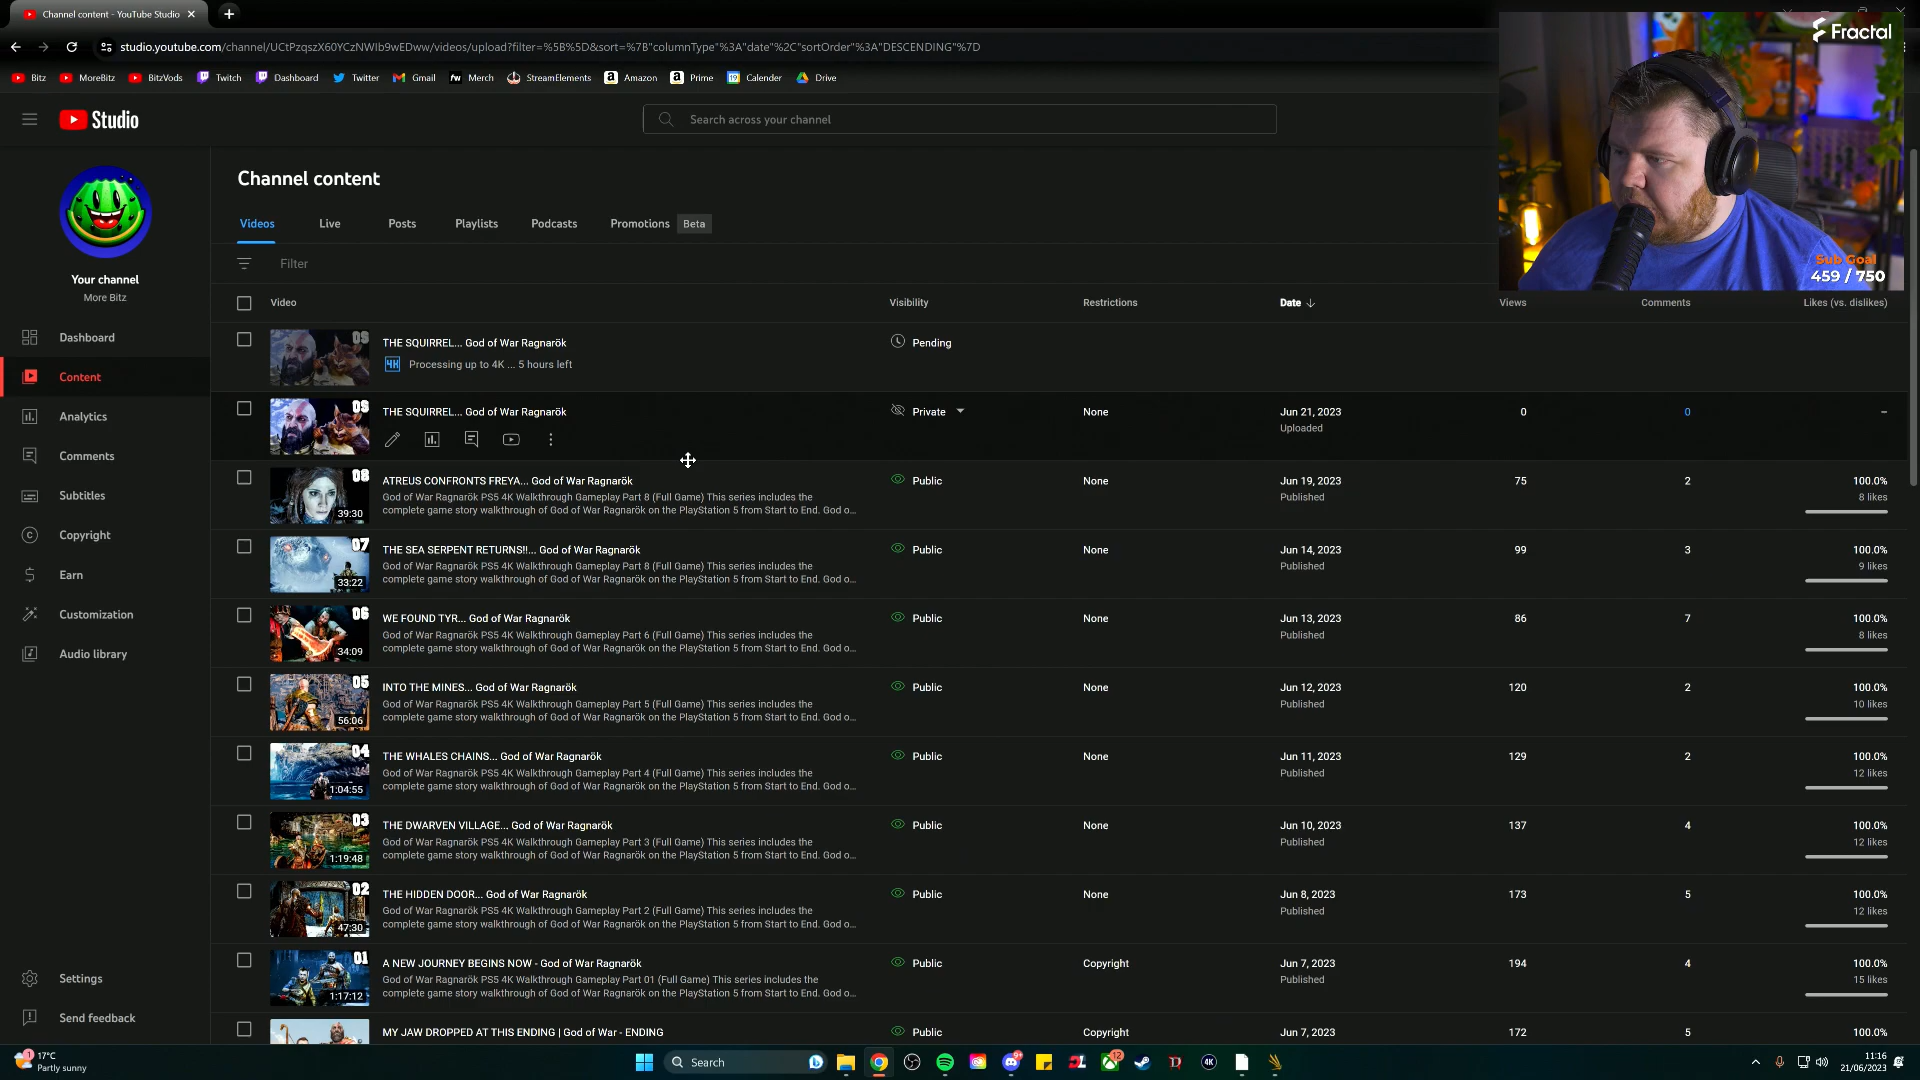 Channel content - YouTube Studio
studio.youtube.com/channel/UCtPzqszX60YCzNWIb9wEDww/videos/upload?filter=%5B%5D&sort=%7B"columnType"%3A"date"%2C"sortOrder"%3A"DESCENDING"%7D
Bitz MoreBitz BitzVods Twitch Dashboard Twitter Gmail fw Merch StreamElements Amazon Prime Calender Drive
Fractal
Sub Goal
459 / 750
Studio
Search across your channel
Your channel
More Bitz
Dashboard
Content
Analytics
Comments
Subtitles
Copyright
Earn
Customization
Audio library
Settings
Send feedback
Channel content
Videos Live Posts Playlists Podcasts Promotions Beta
Filter
Video Visibility Restrictions Date Views Comments Likes (vs. dislikes)
09 THE SQUIRREL... God of War Ragnarök Pending
4K Processing up to 4K ... 5 hours left
09 THE SQUIRREL... God of War Ragnarök Private None Jun 21, 2023 0 0 –
Uploaded
08 ATREUS CONFRONTS FREYA... God of War Ragnarök Public None Jun 19, 2023 75 2 100.0%
God of War Ragnarök PS5 4K Walkthrough Gameplay Part 8 (Full Game) This series includes the Published 8 likes
39:30 complete game story walkthrough of God of War Ragnarök on the PlayStation 5 from Start to End. God o...
07 THE SEA SERPENT RETURNS!!... God of War Ragnarök Public None Jun 14, 2023 99 3 100.0%
God of War Ragnarök PS5 4K Walkthrough Gameplay Part 8 (Full Game) This series includes the Published 9 likes
33:22 complete game story walkthrough of God of War Ragnarök on the PlayStation 5 from Start to End. God o...
06 WE FOUND TYR... God of War Ragnarök Public None Jun 13, 2023 86 7 100.0%
God of War Ragnarök PS5 4K Walkthrough Gameplay Part 6 (Full Game) This series includes the Published 8 likes
34:09 complete game story walkthrough of God of War Ragnarök on the PlayStation 5 from Start to End. God o...
05 INTO THE MINES... God of War Ragnarök Public None Jun 12, 2023 120 2 100.0%
God of War Ragnarök PS5 4K Walkthrough Gameplay Part 5 (Full Game) This series includes the Published 10 likes
56:06 complete game story walkthrough of God of War Ragnarök on the PlayStation 5 from Start to End. God o...
04 THE WHALES CHAINS... God of War Ragnarök Public None Jun 11, 2023 129 2 100.0%
God of War Ragnarök PS5 4K Walkthrough Gameplay Part 4 (Full Game) This series includes the Published 12 likes
1:04:55 complete game story walkthrough of God of War Ragnarök on the PlayStation 5 from Start to End. God o...
03 THE DWARVEN VILLAGE... God of War Ragnarök Public None Jun 10, 2023 137 4 100.0%
God of War Ragnarök PS5 4K Walkthrough Gameplay Part 3 (Full Game) This series includes the Published 12 likes
1:19:48 complete game story walkthrough of God of War Ragnarök on the PlayStation 5 from Start to End. God o...
02 THE HIDDEN DOOR... God of War Ragnarök Public None Jun 8, 2023 173 5 100.0%
God of War Ragnarök PS5 4K Walkthrough Gameplay Part 2 (Full Game) This series includes the Published 12 likes
47:30 complete game story walkthrough of God of War Ragnarök on the PlayStation 5 from Start to End. God o...
01 A NEW JOURNEY BEGINS NOW - God of War Ragnarök Public Copyright Jun 7, 2023 194 4 100.0%
God of War Ragnarök PS5 4K Walkthrough Gameplay Part 01 (Full Game) This series includes the Published 15 likes
1:17:12 complete game story walkthrough of God of War Ragnarök on the PlayStation 5 from Start to End. God o...
MY JAW DROPPED AT THIS ENDING | God of War - ENDING Public Copyright Jun 7, 2023 172 5 100.0%
1 17°C
Partly sunny
Search
9+
12
4K
11:16
21/06/2023